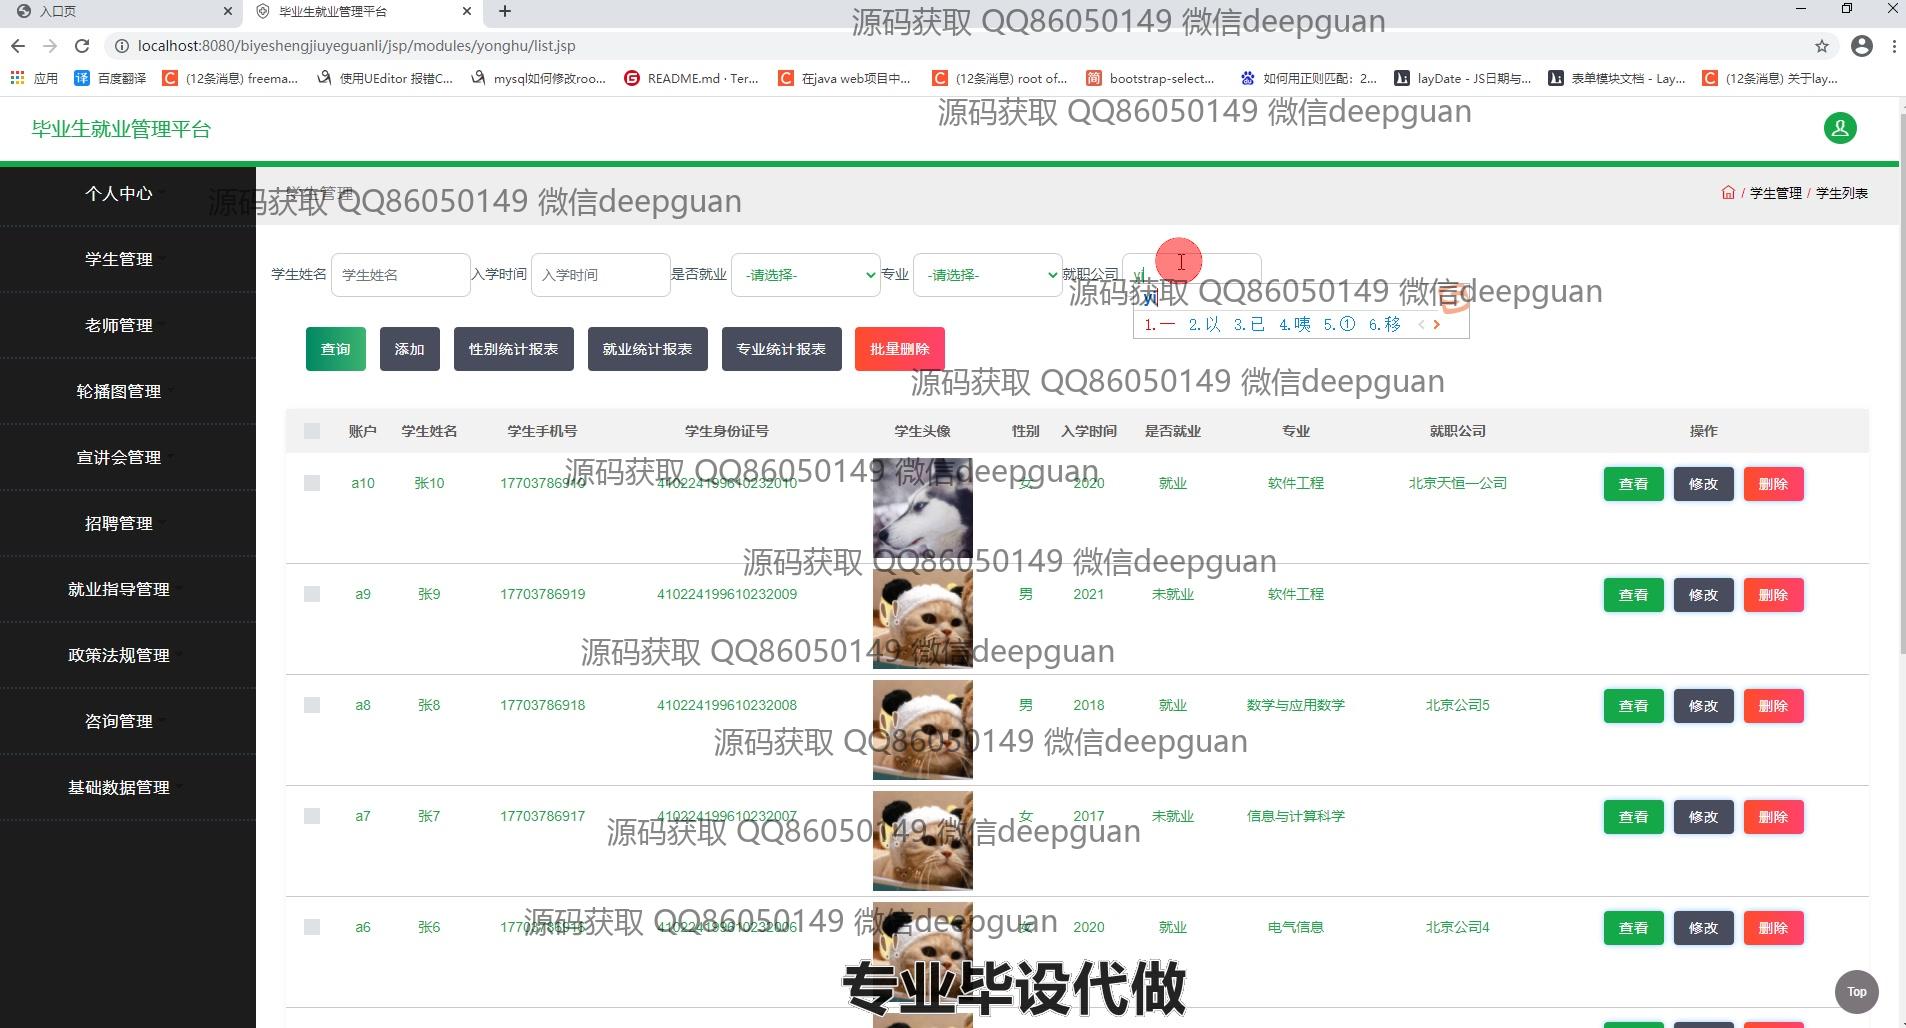 入口页
毕业生就业管理平台
localhost:8080/biyeshengjiuyeguanli/jsp/modules/yonghu/list.jsp
源码获取 QQ86050149 微信deepguan
应用 百度翻译 (12条消息) freema... 使用UEditor 报错C... mysql如何修改roo... README.md · Ter... 在java web项目中... (12条消息) root of... bootstrap-select... 如何用正则匹配：2... layDate - JS日期与... 表单模块文档 - Lay... (12条消息) 关于lay...
源码获取 QQ86050149 微信deepguan
毕业生就业管理平台
个人中心
学生管理
老师管理
轮播图管理
宣讲会管理
招聘管理
就业指导管理
政策法规管理
咨询管理
基础数据管理
学生管理
源码获取 QQ86050149 微信deepguan
/ 学生管理 / 学生列表
学生姓名 学生姓名 入学时间 入学时间 是否就业 -请选择- 专业 -请选择- 就职公司 yi
源码获取 QQ86050149 微信deepguan
yi
1.一 2.以 3.已 4.咦 5.① 6.移
查询 添加 性别统计报表 就业统计报表 专业统计报表 批量删除
源码获取 QQ86050149 微信deepguan
账户 学生姓名 学生手机号 学生身份证号 学生头像 性别 入学时间 是否就业 专业 就职公司 操作
源码获取 QQ86050149 微信deepguan
a10 张10 17703786910 410224199610232010 女 2020 就业 软件工程 北京天恒一公司 查看 修改 删除
源码获取 QQ86050149 微信deepguan
a9 张9 17703786919 410224199610232009 男 2021 未就业 软件工程 查看 修改 删除
源码获取 QQ86050149 微信deepguan
a8 张8 17703786918 410224199610232008 男 2018 就业 数学与应用数学 北京公司5 查看 修改 删除
源码获取 QQ86050149 微信deepguan
a7 张7 17703786917 410224199610232007 女 2017 未就业 信息与计算科学 查看 修改 删除
源码获取 QQ86050149 微信deepguan
a6 张6 17703786916 410224199610232006 女 2020 就业 电气信息 北京公司4 查看 修改 删除
源码获取 QQ86050149 微信deepguan
专业毕设代做
Top